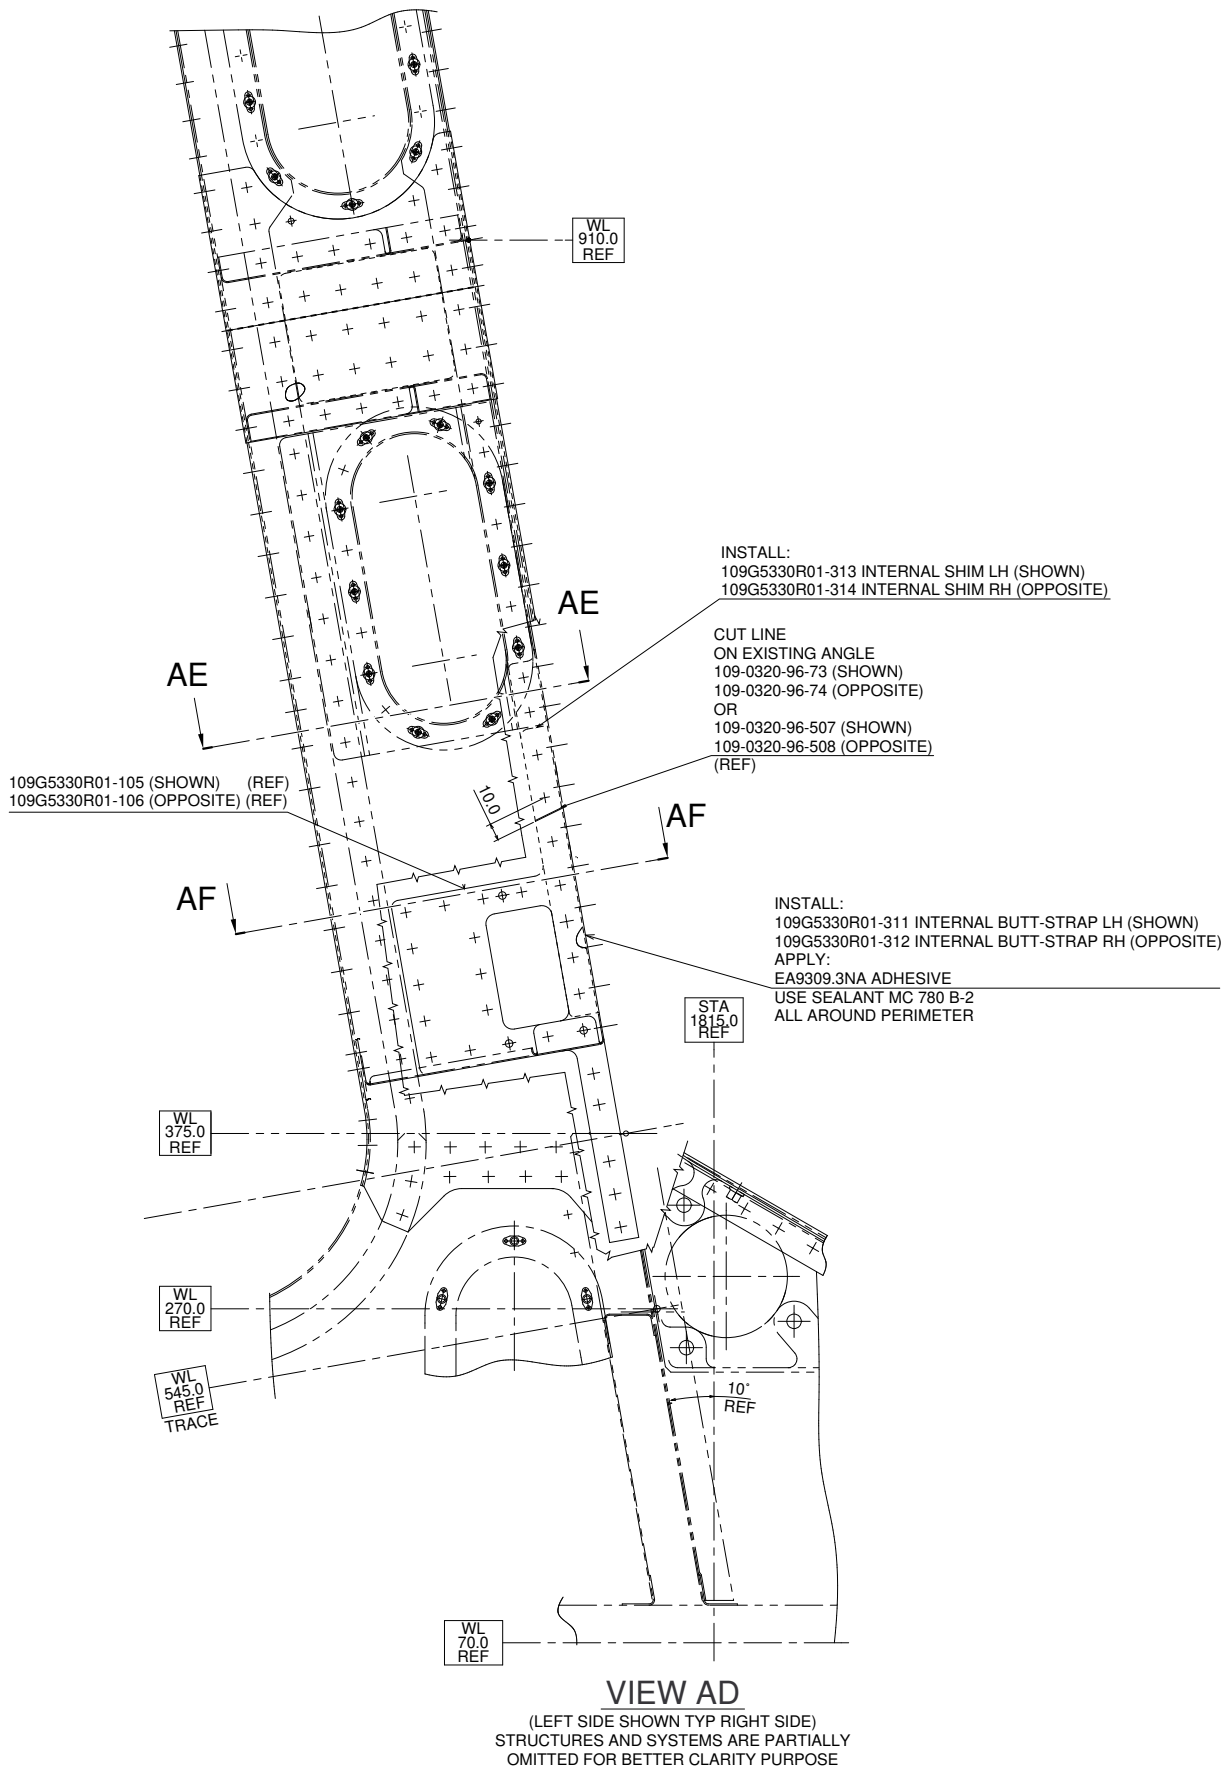 WL
910.0
REF
INSTALL:
109G5330R01-313 INTERNAL SHIM LH (SHOWN)
109G5330R01-314 INTERNAL SHIM RH (OPPOSITE)
AE
AE
CUT LINE
ON EXISTING ANGLE
109-0320-96-73 (SHOWN)
109-0320-96-74 (OPPOSITE)
OR
109-0320-96-507 (SHOWN)
109-0320-96-508 (OPPOSITE)
(REF)
109G5330R01-105 (SHOWN) (REF)
109G5330R01-106 (OPPOSITE) (REF)
10.0
AF
AF
INSTALL:
109G5330R01-311 INTERNAL BUTT-STRAP LH (SHOWN)
109G5330R01-312 INTERNAL BUTT-STRAP RH (OPPOSITE)
APPLY:
EA9309.3NA ADHESIVE
USE SEALANT MC 780 B-2
ALL AROUND PERIMETER
STA
1815.0
REF
WL
375.0
REF
WL
270.0
REF
WL
545.0
REF
TRACE
10°
REF
WL
70.0
REF
VIEW AD
(LEFT SIDE SHOWN TYP RIGHT SIDE)
STRUCTURES AND SYSTEMS ARE PARTIALLY
OMITTED FOR BETTER CLARITY PURPOSE